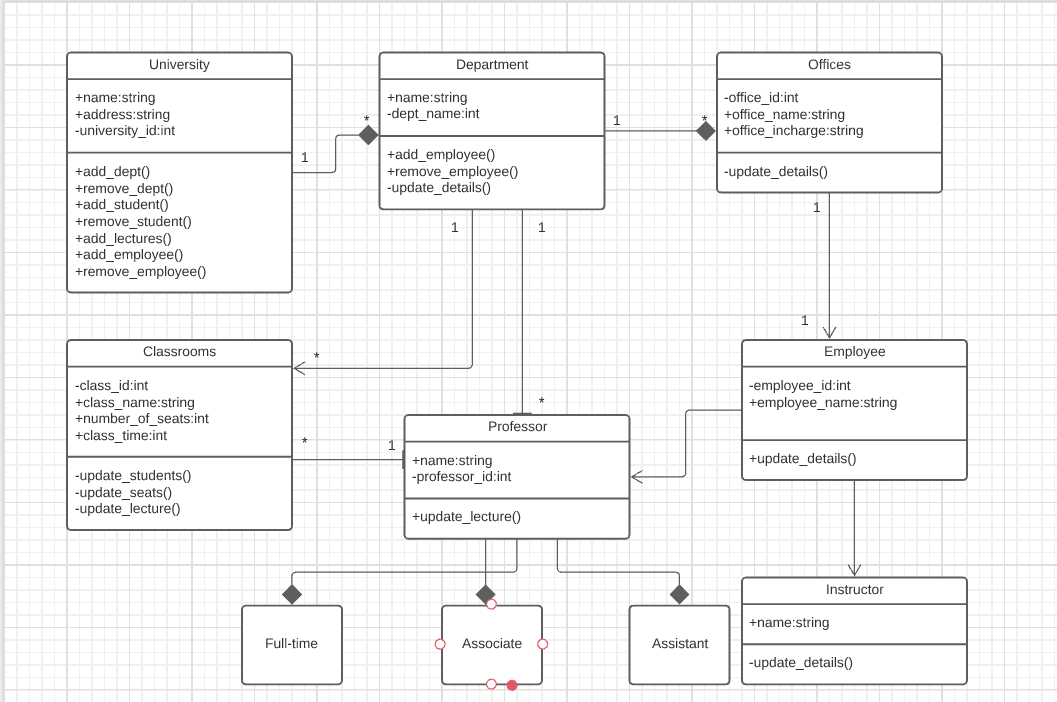 University
+name:string
+address:string
-university_id:int
+add_dept()
+remove_dept()
+add_student()
+remove_student()
+add_lectures()
+add_employee()
+remove_employee()
1
*
Department
+name:string
-dept_name:int
+add_employee()
+remove_employee()
-update_details()
1
*
Offices
-office_id:int
+office_name:string
+office_incharge:string
-update_details()
1
1
1
1
*
*
Classrooms
-class_id:int
+class_name:string
+number_of_seats:int
+class_time:int
-update_students()
-update_seats()
-update_lecture()
*
1
Professor
+name:string
-professor_id:int
+update_lecture()
Employee
-employee_id:int
+employee_name:string
+update_details()
Full-time
Associate
Assistant
Instructor
+name:string
-update_details()